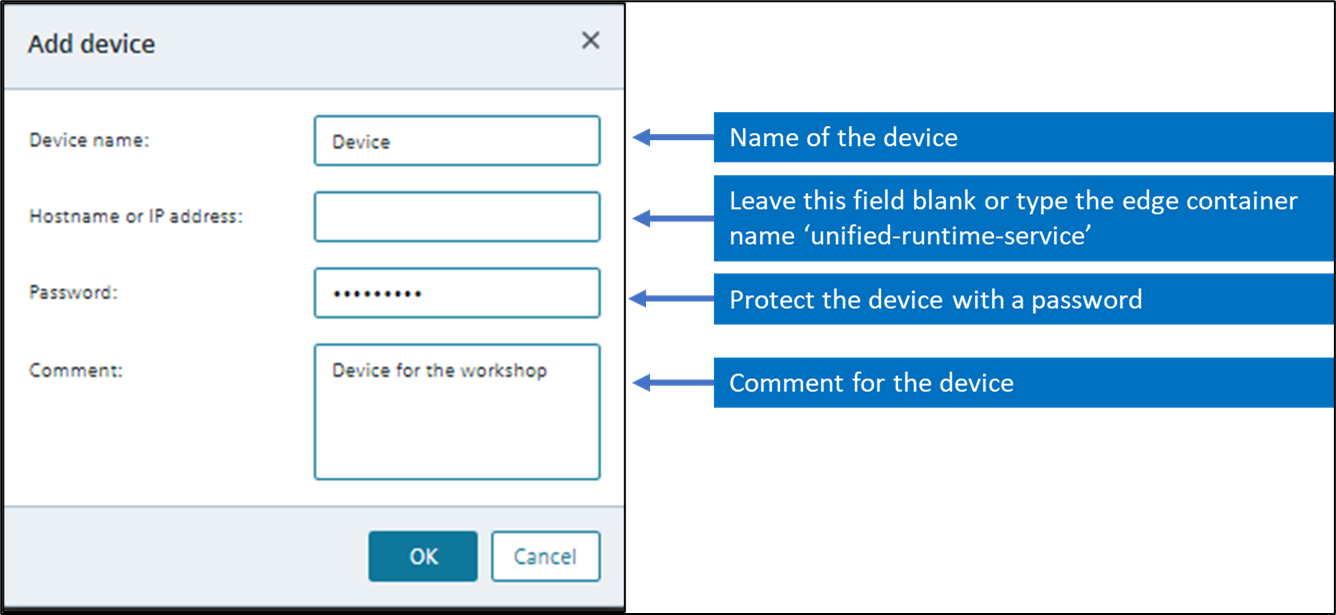 Add device
Device name:
Device
Name of the device
Hostname or IP address:
Leave this field blank or type the edge container
name ‘unified-runtime-service’
Password:
•••••••••
Protect the device with a password
Comment:
Device for the workshop
Comment for the device
OK
Cancel